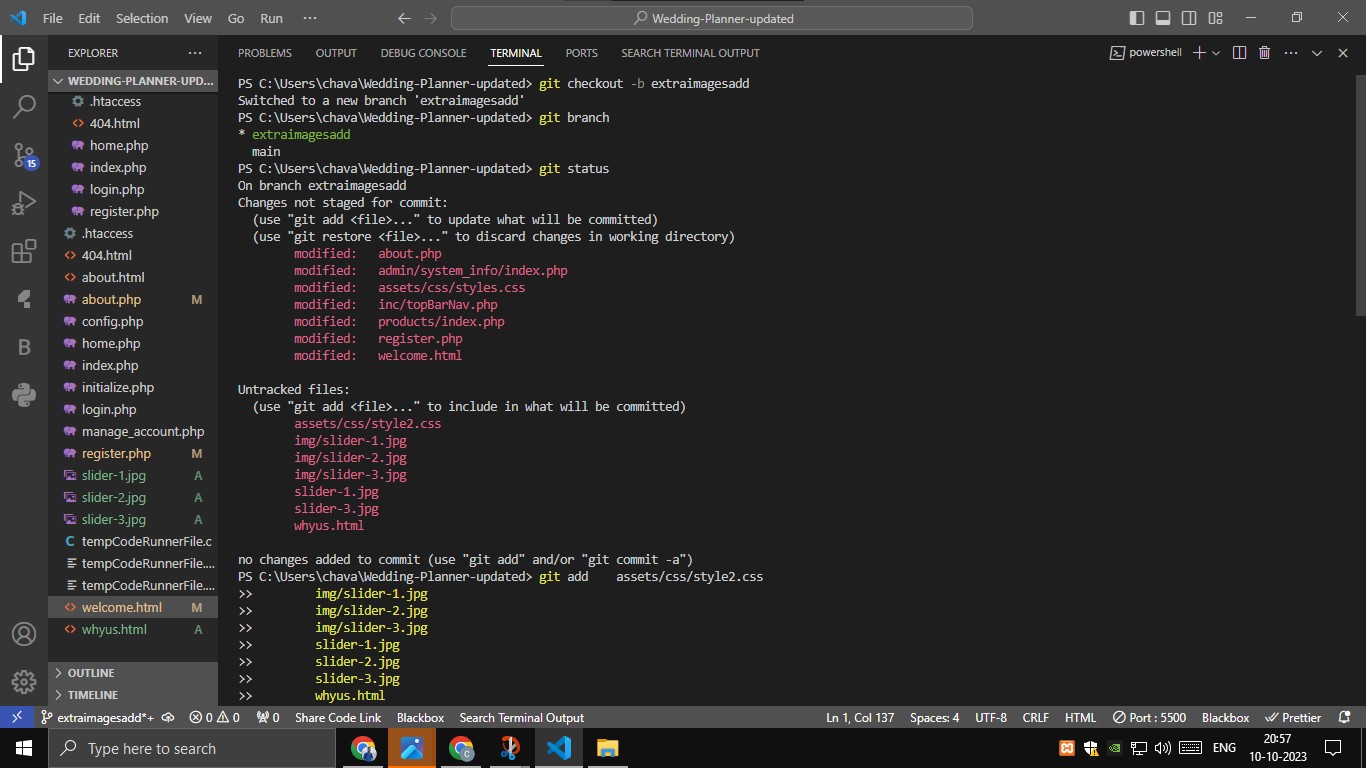 File Edit Selection View Go Run ··· Wedding-Planner-updated
EXPLORER ···
WEDDING-PLANNER-UPD...
.htaccess
404.html
home.php
index.php
login.php
register.php
.htaccess
404.html
about.html
about.php M
config.php
home.php
index.php
initialize.php
login.php
manage_account.php
register.php M
slider-1.jpg A
slider-2.jpg A
slider-3.jpg A
tempCodeRunnerFile.c
tempCodeRunnerFile....
tempCodeRunnerFile....
welcome.html M
whyus.html A
OUTLINE
TIMELINE
15
B
PROBLEMS OUTPUT DEBUG CONSOLE TERMINAL PORTS SEARCH TERMINAL OUTPUT powershell
PS C:\Users\chava\Wedding-Planner-updated> git checkout -b extraimagesadd
Switched to a new branch 'extraimagesadd'
PS C:\Users\chava\Wedding-Planner-updated> git branch
* extraimagesadd
main
PS C:\Users\chava\Wedding-Planner-updated> git status
On branch extraimagesadd
Changes not staged for commit:
(use "git add <file>..." to update what will be committed)
(use "git restore <file>..." to discard changes in working directory)
modified: about.php
modified: admin/system_info/index.php
modified: assets/css/styles.css
modified: inc/topBarNav.php
modified: products/index.php
modified: register.php
modified: welcome.html
Untracked files:
(use "git add <file>..." to include in what will be committed)
assets/css/style2.css
img/slider-1.jpg
img/slider-2.jpg
img/slider-3.jpg
slider-1.jpg
slider-3.jpg
whyus.html
no changes added to commit (use "git add" and/or "git commit -a")
PS C:\Users\chava\Wedding-Planner-updated> git add assets/css/style2.css
>> img/slider-1.jpg
>> img/slider-2.jpg
>> img/slider-3.jpg
>> slider-1.jpg
>> slider-2.jpg
>> slider-3.jpg
>> whyus.html
extraimagesadd*+ 0 0 0 Share Code Link Blackbox Search Terminal Output Ln 1, Col 137 Spaces: 4 UTF-8 CRLF HTML Port : 5500 Blackbox Prettier
Type here to search ENG 20:57
10-10-2023